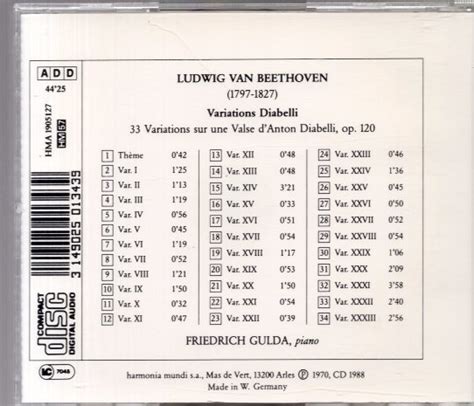 ADD
44'25
HMA 1905127
HM 57
3 149025 013439
COMPACT
disc
DIGITAL AUDIO
7048
LUDWIG VAN BEETHOVEN
(1797-1827)
Variations Diabelli
33 Variations sur une Valse d'Anton Diabelli, op. 120
1 Thème 0'42
2 Var. I 1'25
3 Var. II 1'13
4 Var. III 1'19
5 Var. IV 0'56
6 Var. V 0'45
7 Var. VI 1'19
8 Var. VII 0'52
9 Var. VIII 1'21
10 Var. IX 1'50
11 Var. X 0'32
12 Var. XI 0'47
13 Var. XII 0'48
14 Var. XIII 0'48
15 Var. XIV 3'21
16 Var. XV 0'31
17 Var. XVI 0'51
18 Var. XVII 0'54
19 Var. XVIII 1'17
20 Var. XIX 0'53
21 Var. XX 1'50
22 Var. XXI 0'54
23 Var. XXII 0'42
24 Var. XXIII 0'46
25 Var. XXIV 1'36
26 Var. XXV 0'45
27 Var. XXVI 0'50
28 Var. XXVII 0'52
29 Var. XXVIII 0'54
30 Var. XXIX 1'06
31 Var. XXX 2'09
32 Var. XXXI 3'58
33 Var. XXXII 2'40
34 Var. XXXIII 2'56
FRIEDRICH GULDA, piano
harmonia mundi s.a., Mas de Vert, 13200 Arles Ⓟ 1970, CD 1988
Made in W. Germany